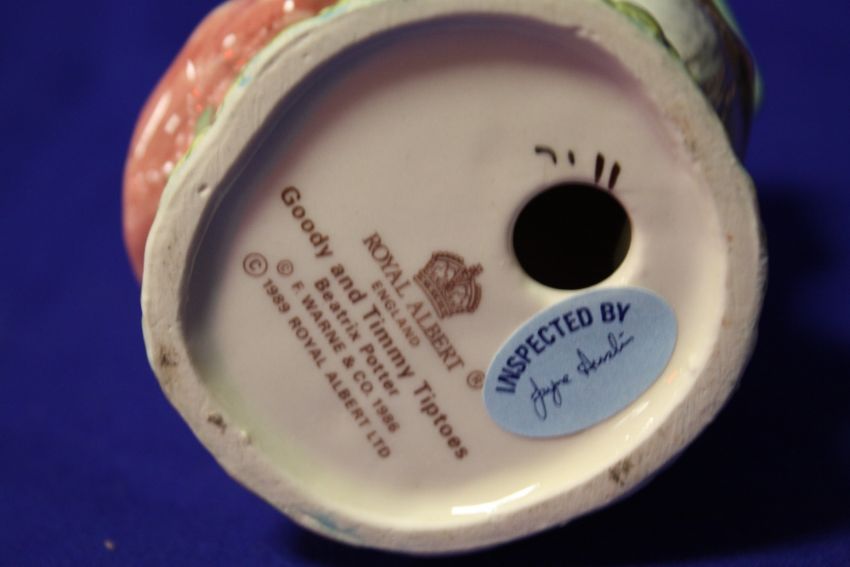 ROYAL ALBERT ®
ENGLAND
Goody and Timmy Tiptoes
Beatrix Potter
© F. WARNE & CO. 1986
© 1989 ROYAL ALBERT LTD
INSPECTED BY